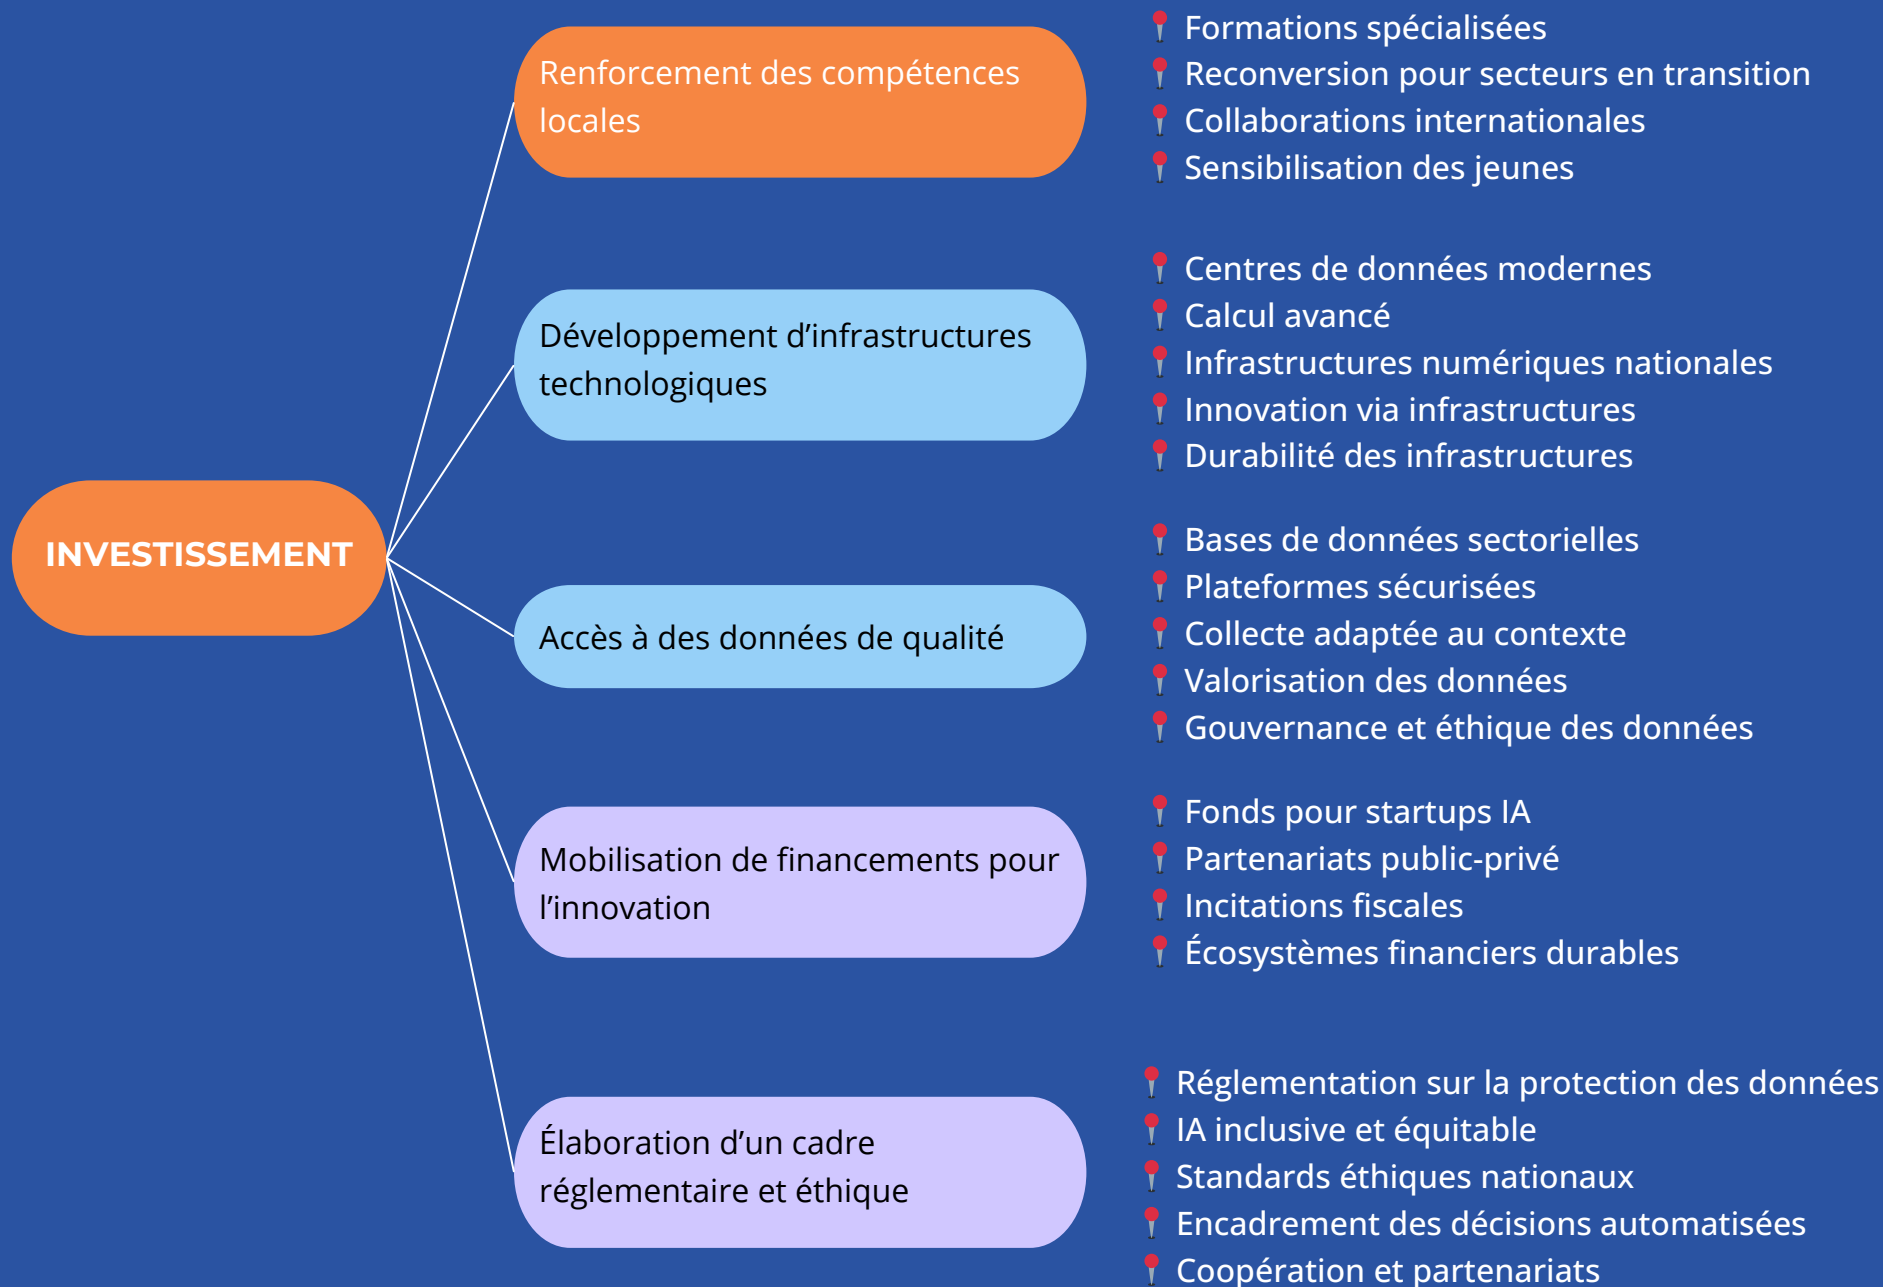 INVESTISSEMENT
Renforcement des compétences
locales
Formations spécialisées
Reconversion pour secteurs en transition
Collaborations internationales
Sensibilisation des jeunes
Développement d’infrastructures
technologiques
Centres de données modernes
Calcul avancé
Infrastructures numériques nationales
Innovation via infrastructures
Durabilité des infrastructures
Accès à des données de qualité
Bases de données sectorielles
Plateformes sécurisées
Collecte adaptée au contexte
Valorisation des données
Gouvernance et éthique des données
Mobilisation de financements pour
l’innovation
Fonds pour startups IA
Partenariats public-privé
Incitations fiscales
Écosystèmes financiers durables
Élaboration d’un cadre
réglementaire et éthique
Réglementation sur la protection des données
IA inclusive et équitable
Standards éthiques nationaux
Encadrement des décisions automatisées
Coopération et partenariats